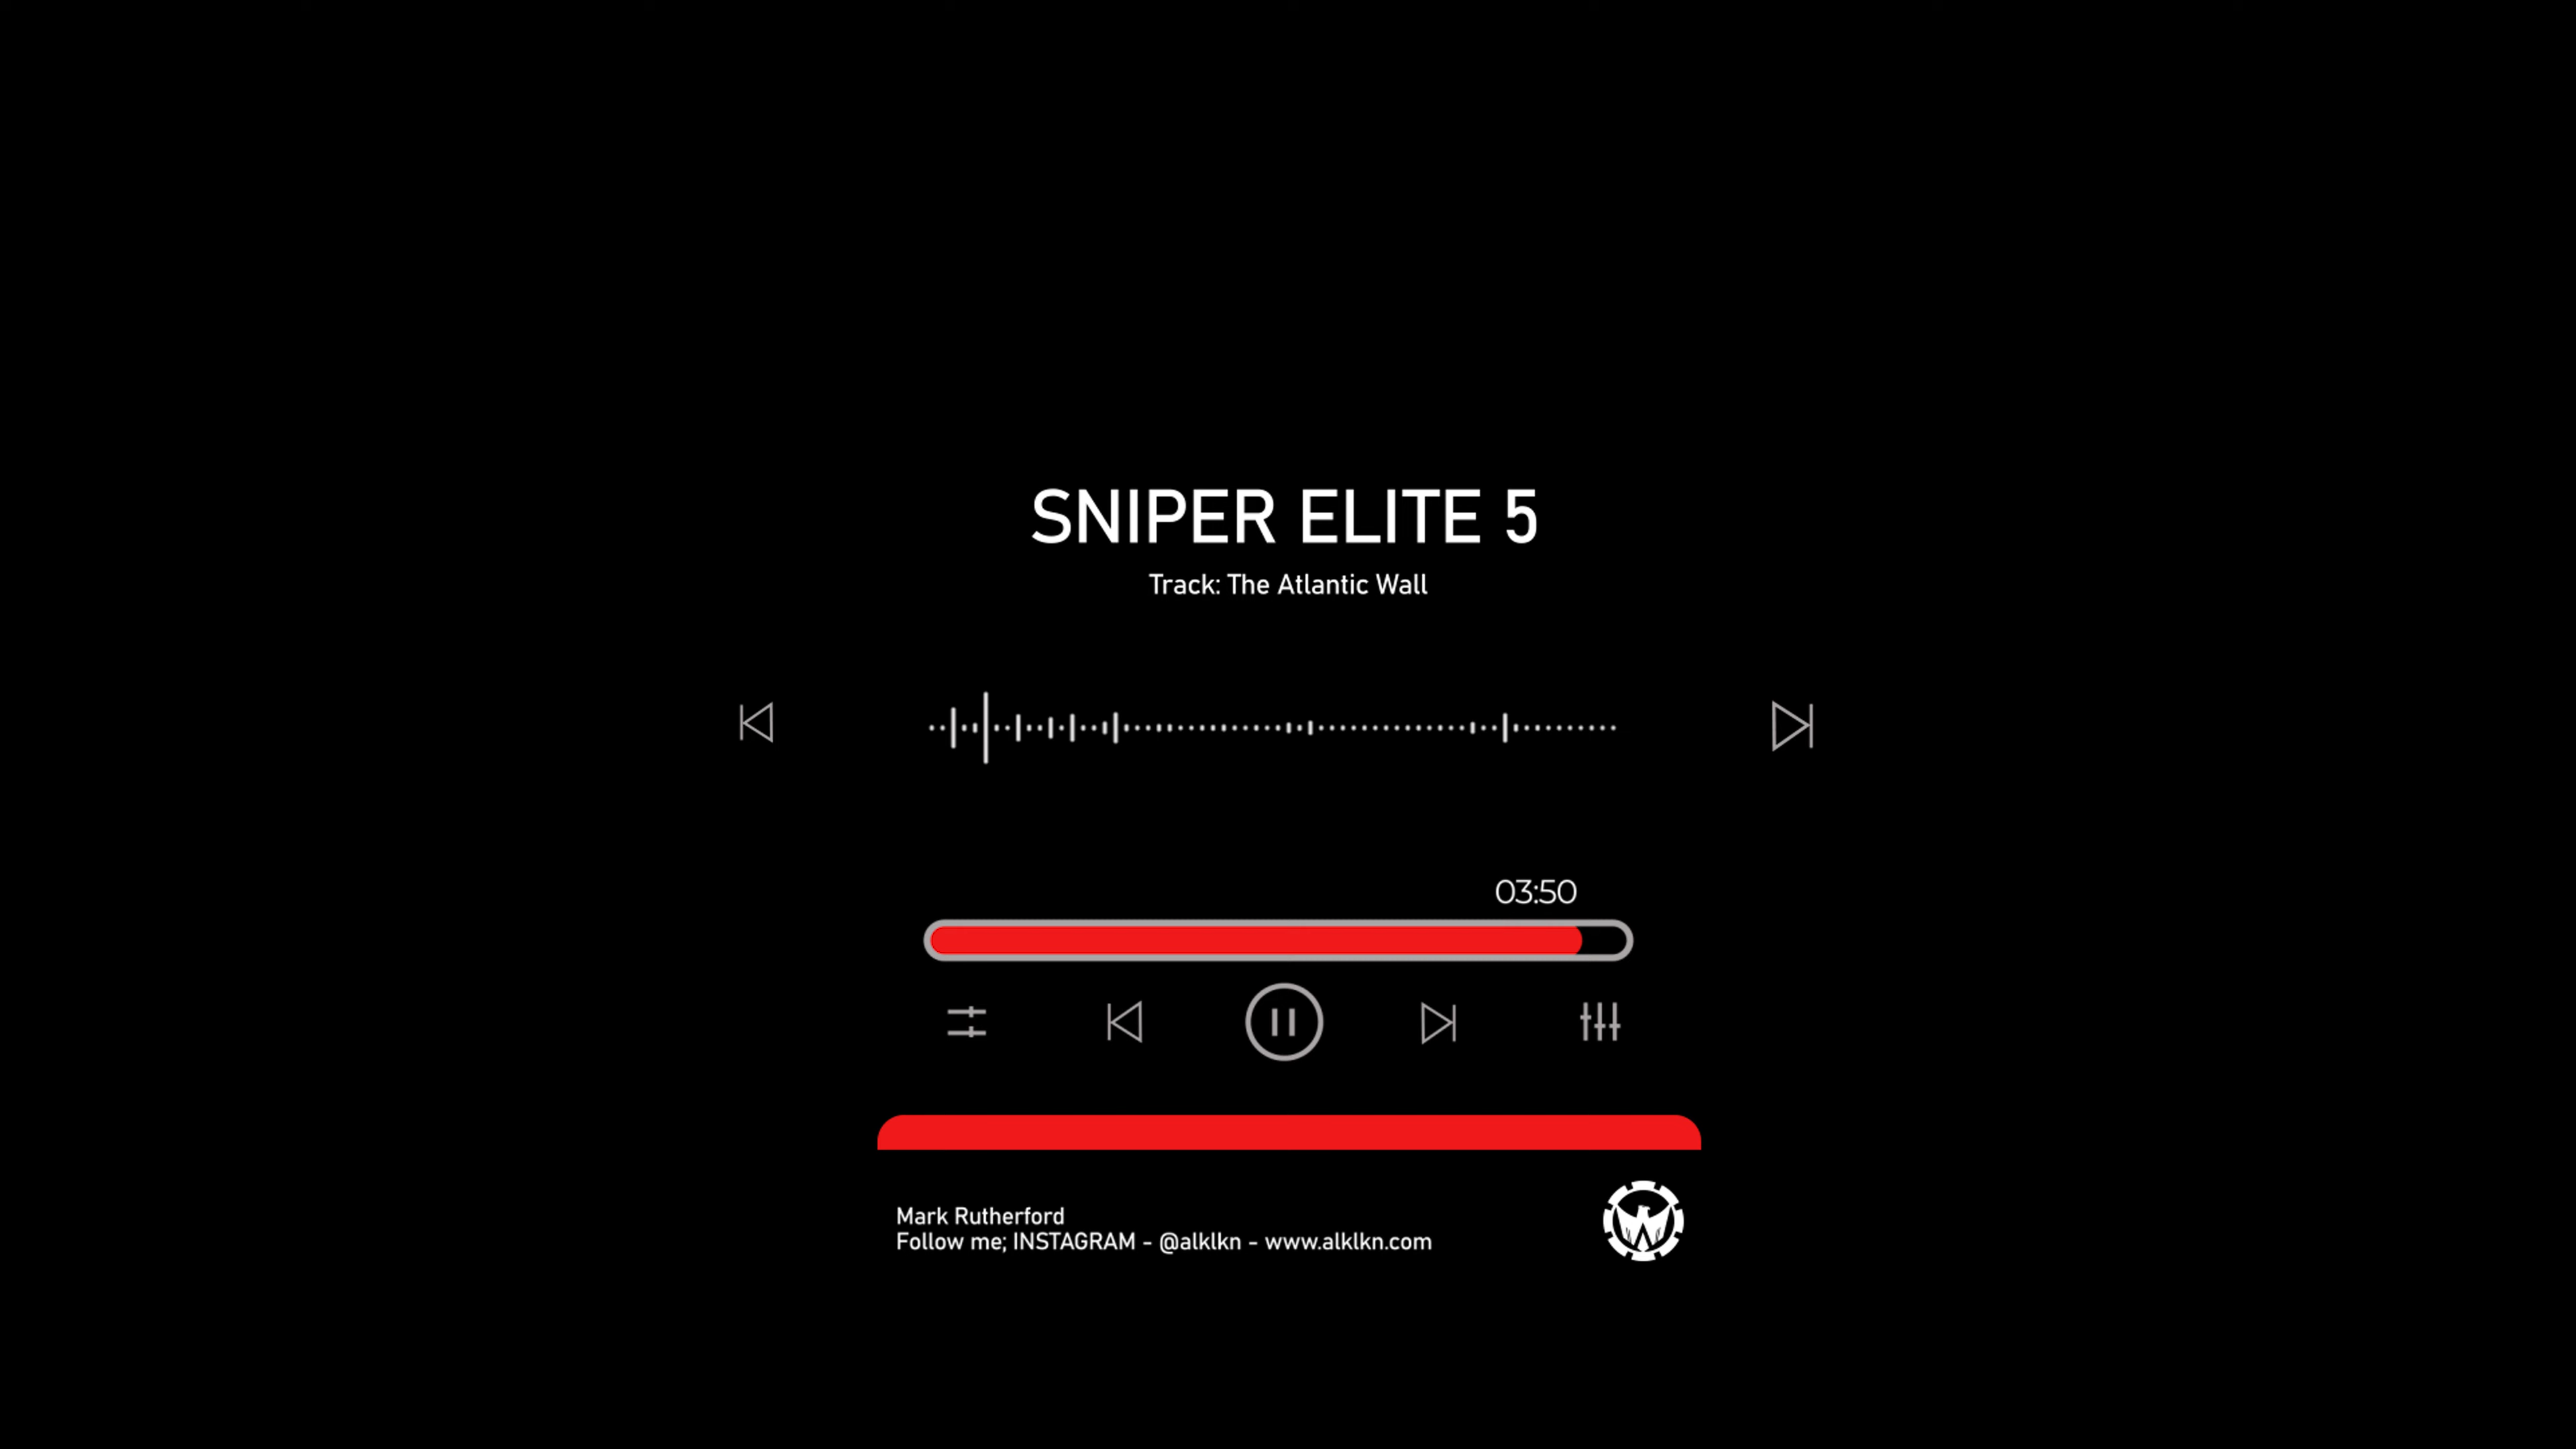 SNIPER ELITE 5
Track: The Atlantic Wall
03:50
Mark Rutherford
Follow me; INSTAGRAM - @alklkn - www.alklkn.com